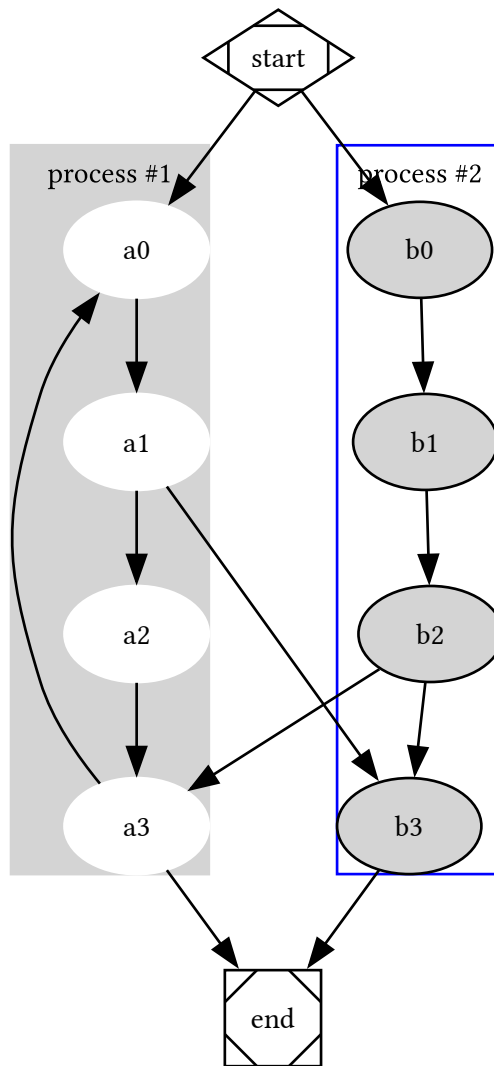 start
process #1
process #2
a0
b0
a1
b1
a2
b2
a3
b3
end